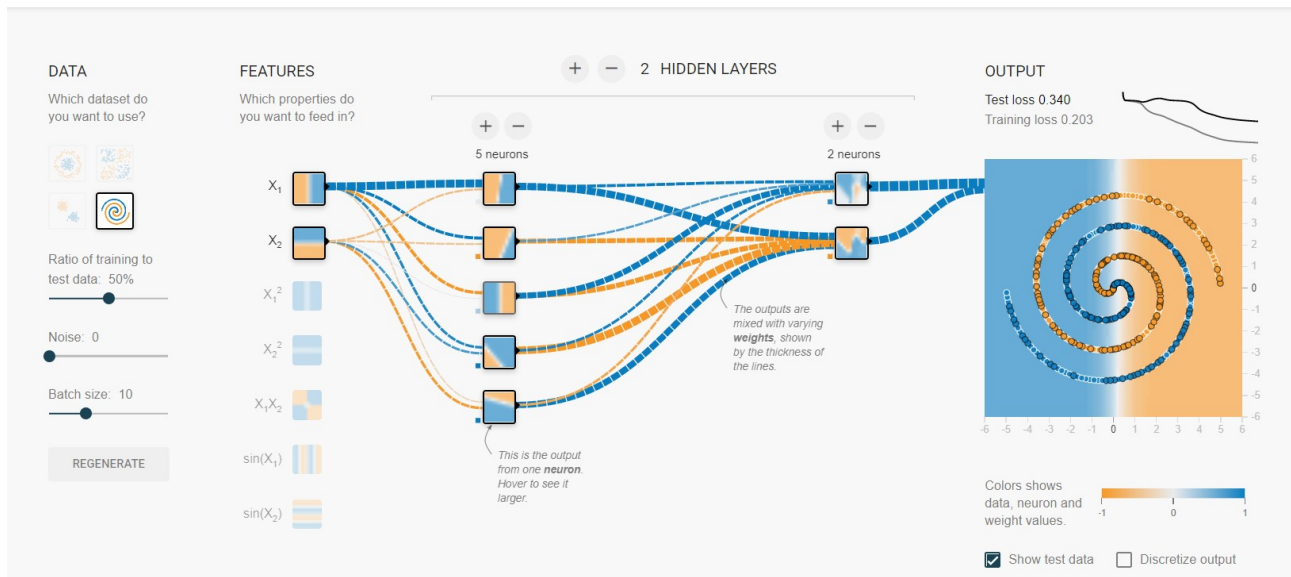 DATA
Which dataset do
you want to use?
Ratio of training to
test data: 50%
Noise: 0
Batch size: 10
REGENERATE
FEATURES
Which properties do
you want to feed in?
X₁
X₂
X₁²
X₂²
X₁X₂
sin(X₁)
sin(X₂)
+ − 2 HIDDEN LAYERS
+ −
5 neurons
+ −
2 neurons
The outputs are
mixed with varying
weights, shown
by the thickness of
the lines.
This is the output
from one neuron.
Hover to see it
larger.
OUTPUT
Test loss 0.340
Training loss 0.203
6
5
4
3
2
1
0
-1
-2
-3
-4
-5
-6
-6 -5 -4 -3 -2 -1 0 1 2 3 4 5 6
Colors shows
data, neuron and
weight values.
-1 0 1
Show test data
Discretize output